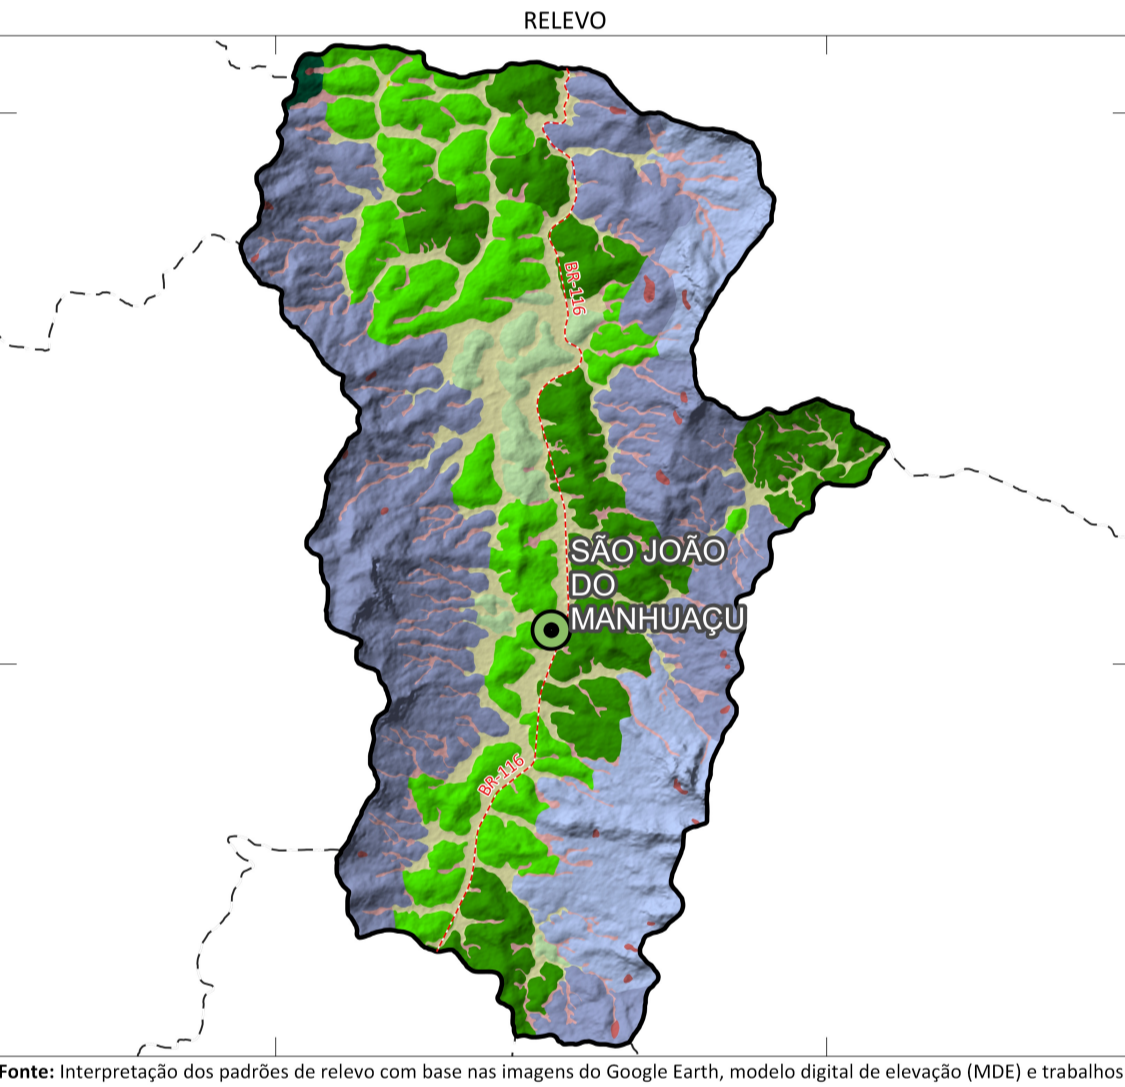 RELEVO
BR-116
SÃO JOÃO
DO
MANHUAÇU
BR-116
Fonte: Interpretação dos padrões de relevo com base nas imagens do Google Earth, modelo digital de elevação (MDE) e trabalhos